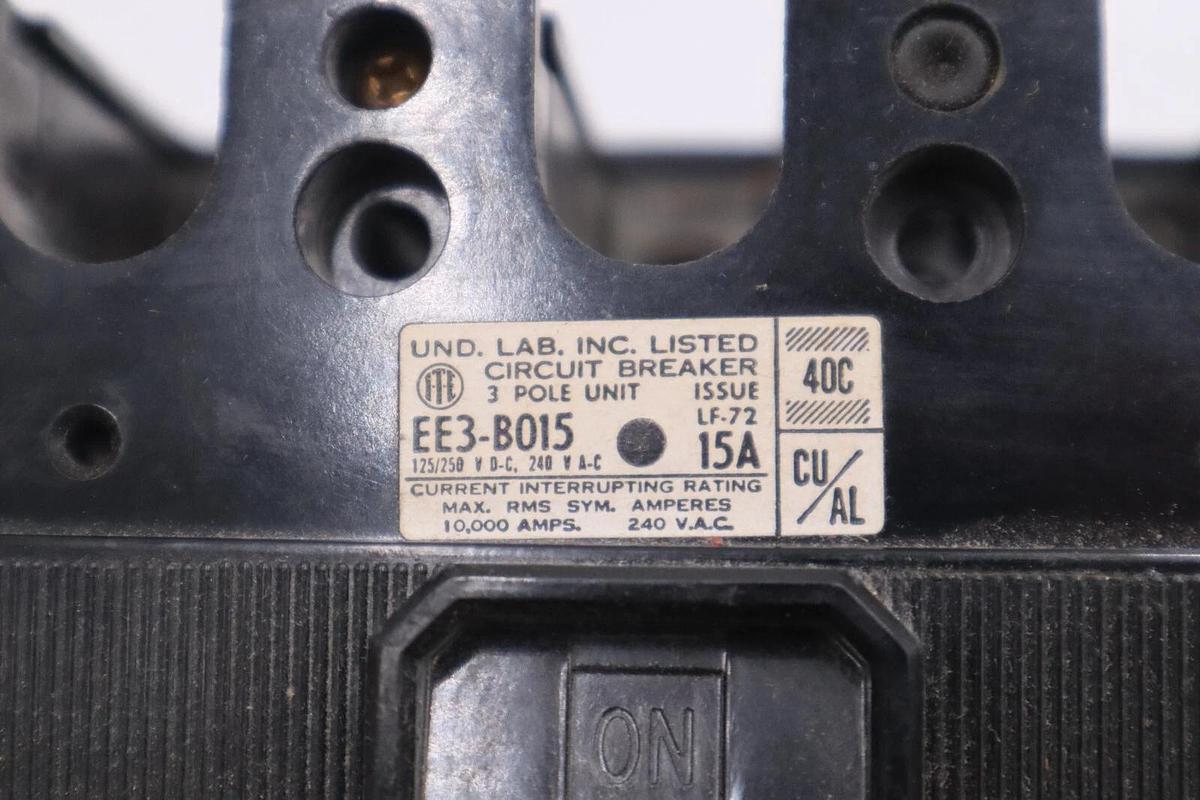 UND. LAB. INC. LISTED
ITE CIRCUIT BREAKER
3 POLE UNIT ISSUE
LF-72
EE3-B015 15A
125/250 V D-C, 240 V A-C
CURRENT INTERRUPTING RATING
MAX. RMS SYM. AMPERES
10,000 AMPS. 240 V.A.C.
40C
CU/AL
ON